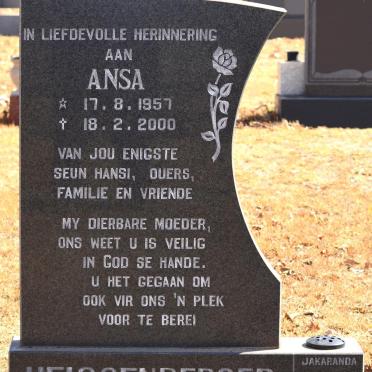 IN LIEFDEVOLLE HERINNERING
AAN
ANSA
☆ 17.8.1957
✝ 18.2.2000
VAN JOU ENIGSTE
SEUN HANSI, OUERS,
FAMILIE EN VRIENDE
MY DIERBARE MOEDER,
ONS WEET U IS VEILIG
IN GOD SE HANDE.
U HET GEGAAN OM
OOK VIR ONS 'N PLEK
VOOR TE BEREI
JAKARANDA